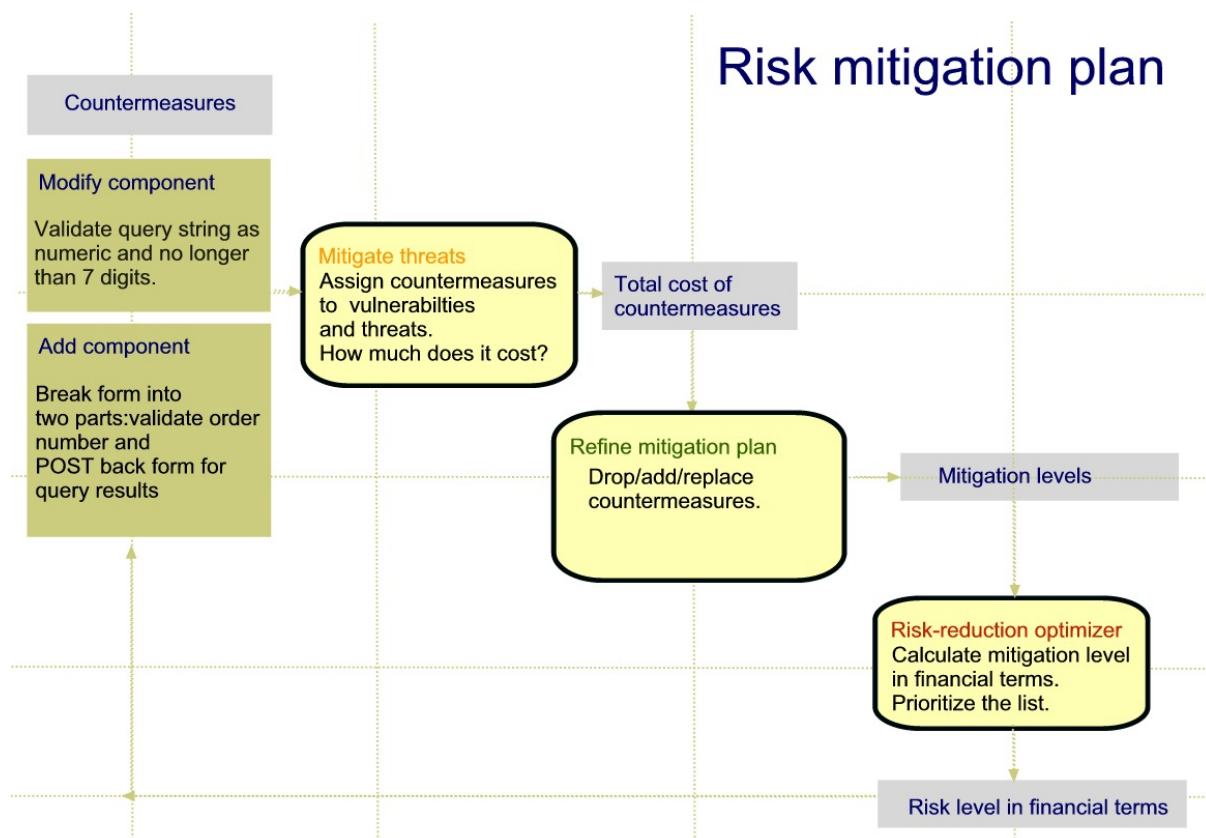 Risk mitigation plan
Countermeasures
Modify component
Validate query string as
numeric and no longer
than 7 digits.
Add component
Break form into
two parts:validate order
number and
POST back form for
query results
Mitigate threats
Assign countermeasures
to vulnerabilties
and threats.
How much does it cost?
Total cost of
countermeasures
Refine mitigation plan
Drop/add/replace
countermeasures.
Mitigation levels
Risk-reduction optimizer
Calculate mitigation level
in financial terms.
Prioritize the list.
Risk level in financial terms